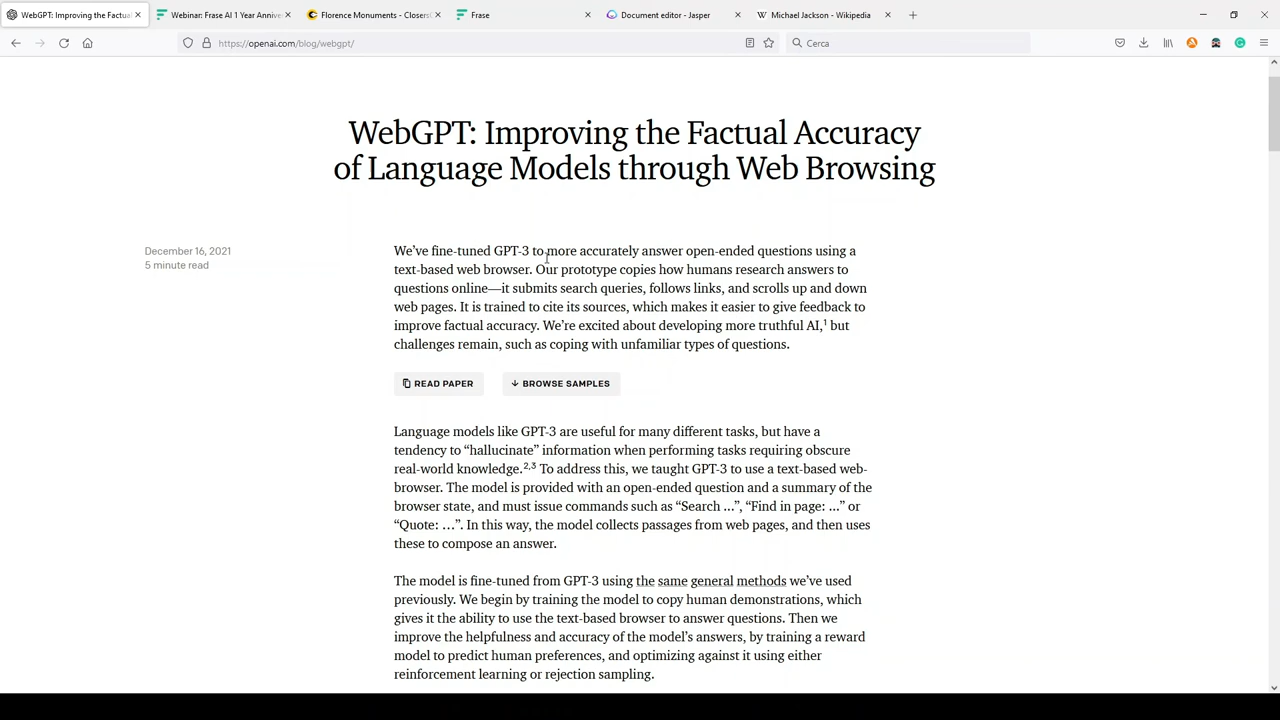 WebGPT: Improving the Factual
Webinar: Frase AI 1 Year Annive
Florence Monuments - ClosersC
Frase
Document editor - Jasper
Michael Jackson - Wikipedia
https://openai.com/blog/webgpt/
Cerca
WebGPT: Improving the Factual Accuracy
of Language Models through Web Browsing
December 16, 2021
5 minute read
We’ve fine-tuned GPT-3 to more accurately answer open-ended questions using a
text-based web browser. Our prototype copies how humans research answers to
questions online—it submits search queries, follows links, and scrolls up and down
web pages. It is trained to cite its sources, which makes it easier to give feedback to
improve factual accuracy. We’re excited about developing more truthful AI,¹ but
challenges remain, such as coping with unfamiliar types of questions.
READ PAPER
BROWSE SAMPLES
Language models like GPT-3 are useful for many different tasks, but have a
tendency to “hallucinate” information when performing tasks requiring obscure
real-world knowledge.²,³ To address this, we taught GPT-3 to use a text-based web-
browser. The model is provided with an open-ended question and a summary of the
browser state, and must issue commands such as “Search ...”, “Find in page: ...” or
“Quote: …”. In this way, the model collects passages from web pages, and then uses
these to compose an answer.
The model is fine-tuned from GPT-3 using the same general methods we’ve used
previously. We begin by training the model to copy human demonstrations, which
gives it the ability to use the text-based browser to answer questions. Then we
improve the helpfulness and accuracy of the model’s answers, by training a reward
model to predict human preferences, and optimizing against it using either
reinforcement learning or rejection sampling.